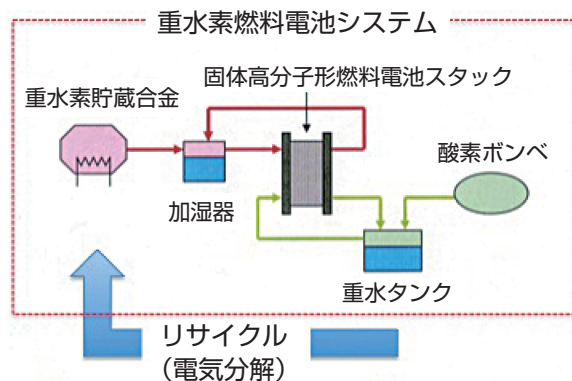 重水素燃料電池システム
固体高分子形燃料電池スタック
重水素貯蔵合金
酸素ボンベ
加湿器
重水タンク
リサイクル
（電気分解）